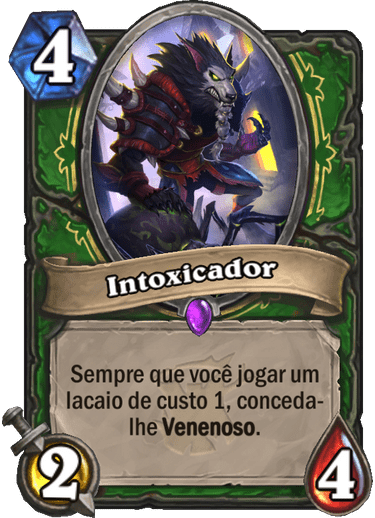 4
Intoxicador
Sempre que você jogar um
lacaio de custo 1, conceda-
lhe Venenoso.
2
4